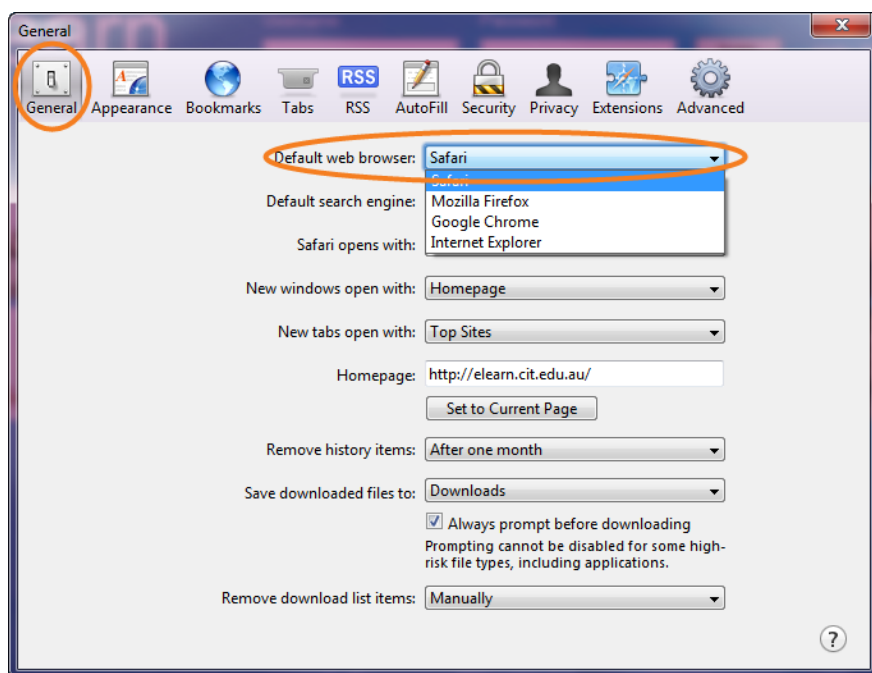 General
General Appearance Bookmarks Tabs RSS RSS AutoFill Security Privacy Extensions Advanced
Default web browser: Safari
Safari
Default search engine: Mozilla Firefox
Google Chrome
Safari opens with: Internet Explorer
New windows open with: Homepage
New tabs open with: Top Sites
Homepage: http://elearn.cit.edu.au/
Set to Current Page
Remove history items: After one month
Save downloaded files to: Downloads
Always prompt before downloading
Prompting cannot be disabled for some high-
risk file types, including applications.
Remove download list items: Manually
?